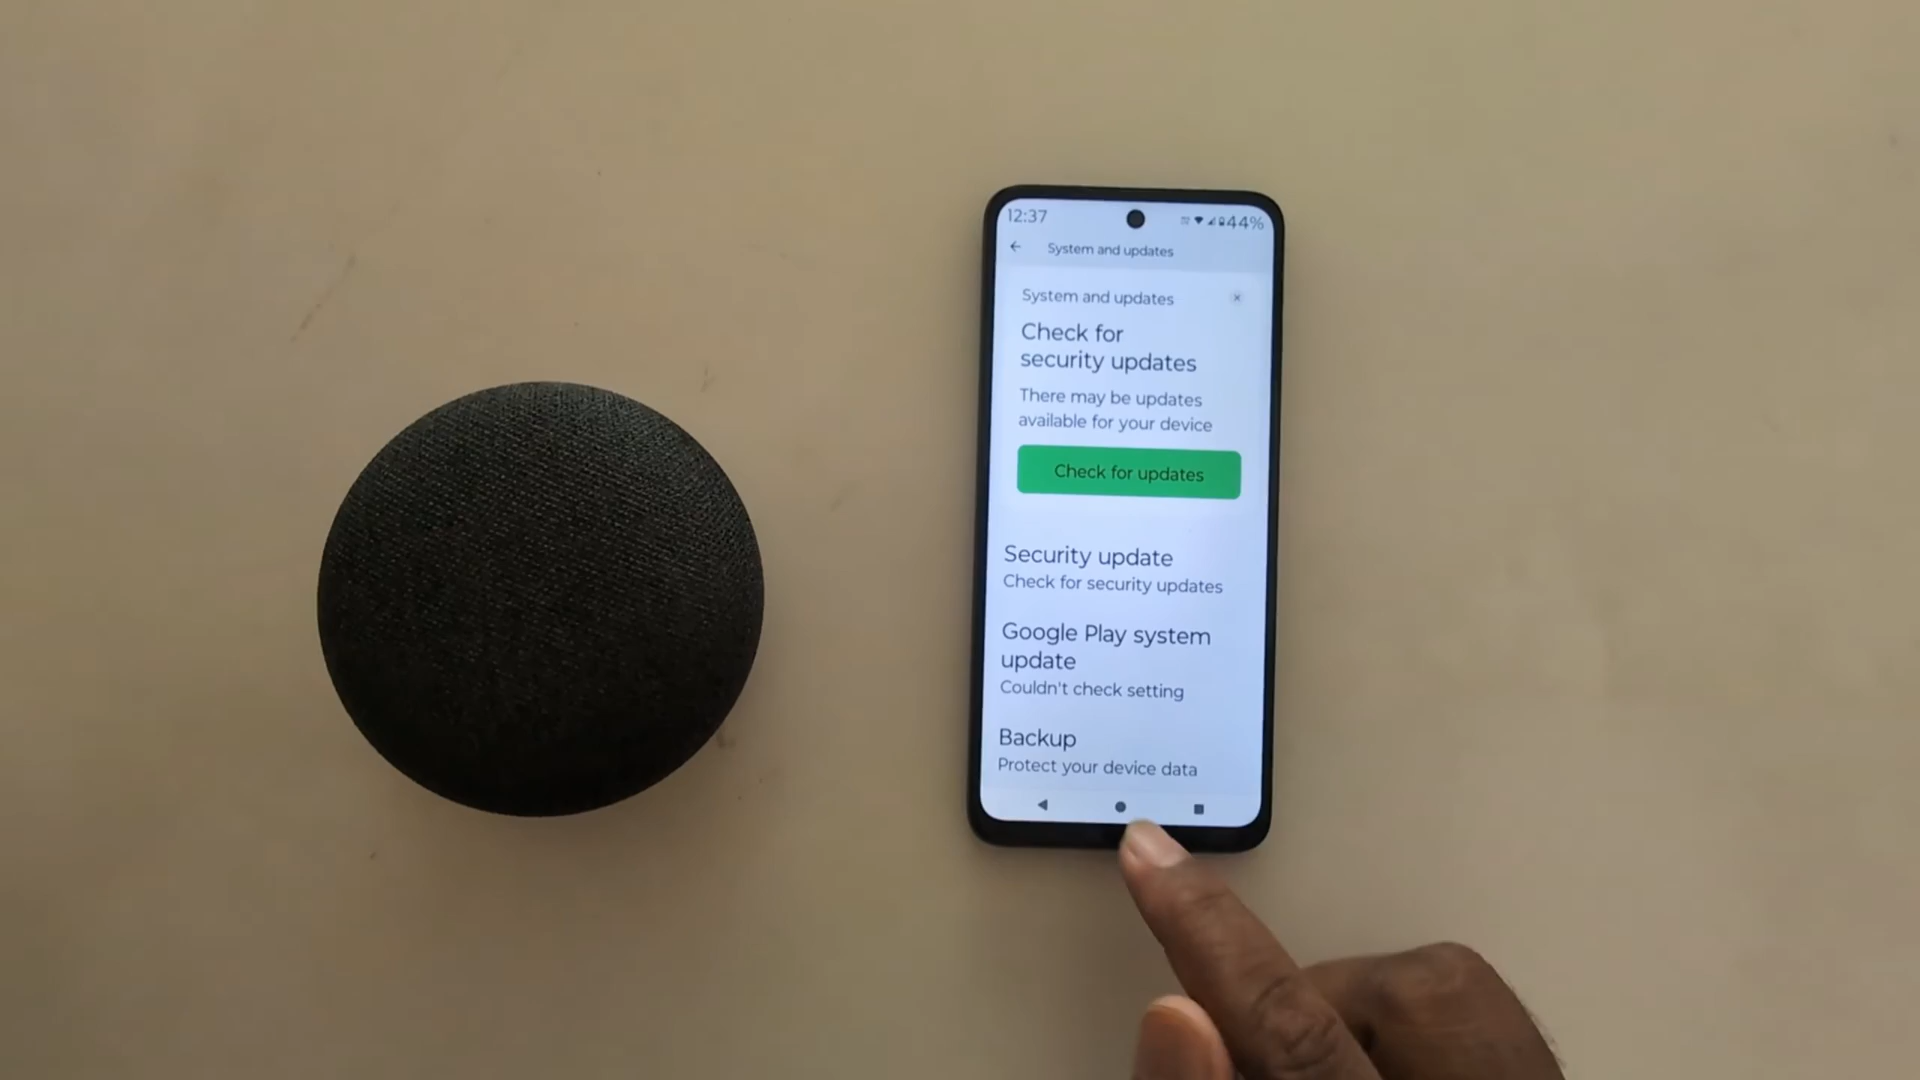 12:37
44%
System and updates
System and updates
Check for
security updates
There may be updates
available for your device
Check for updates
Security update
Check for security updates
Google Play system
update
Couldn't check setting
Backup
Protect your device data